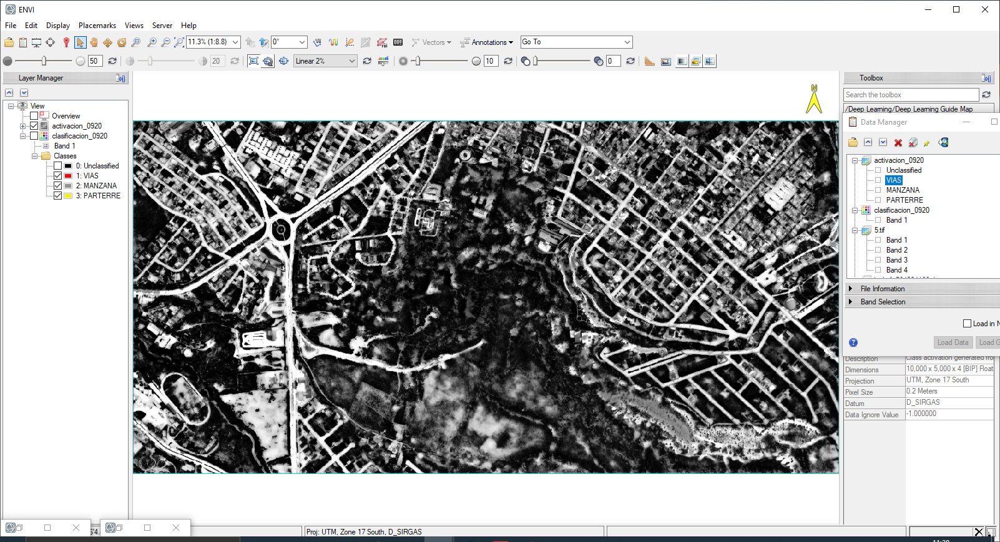 ENVI
File Edit Display Placemarks Views Server Help
11.3% (1:8.8) 0° Vectors Annotations Go To
50 20 Linear 2% 10 0
Layer Manager
View
Overview
activacion_0920
clasificacion_0920
Band 1
Classes
0: Unclassified
1: VIAS
2: MANZANA
3: PARTERRE
N
Toolbox
Search the toolbox
/Deep Learning/Deep Learning Guide Map
Data Manager
activacion_0920
Unclassified
VIAS
MANZANA
PARTERRE
clasificacion_0920
Band 1
5.tif
Band 1
Band 2
Band 3
Band 4
File Information
Band Selection
Load in N
Load Data Load G
Description Class activation generated fro
Dimensions 10,000 x 5,000 x 4 [BIP] Float
Projection UTM, Zone 17 South
Pixel Size 0.2 Meters
Datum D_SIRGAS
Data Ignore Value -1.000000
Proj: UTM, Zone 17 South, D_SIRGAS